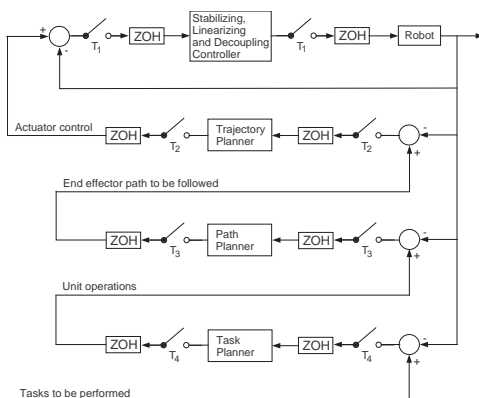 Stabilizing,
Linearizing
and Decoupling
Controller
+
-
T1
ZOH
T1
ZOH
Robot
Actuator control
ZOH
T2
Trajectory
Planner
ZOH
T2
-
+
End effector path to be followed
ZOH
T3
Path
Planner
ZOH
T3
-
+
Unit operations
ZOH
T4
Task
Planner
ZOH
T4
-
+
Tasks to be performed